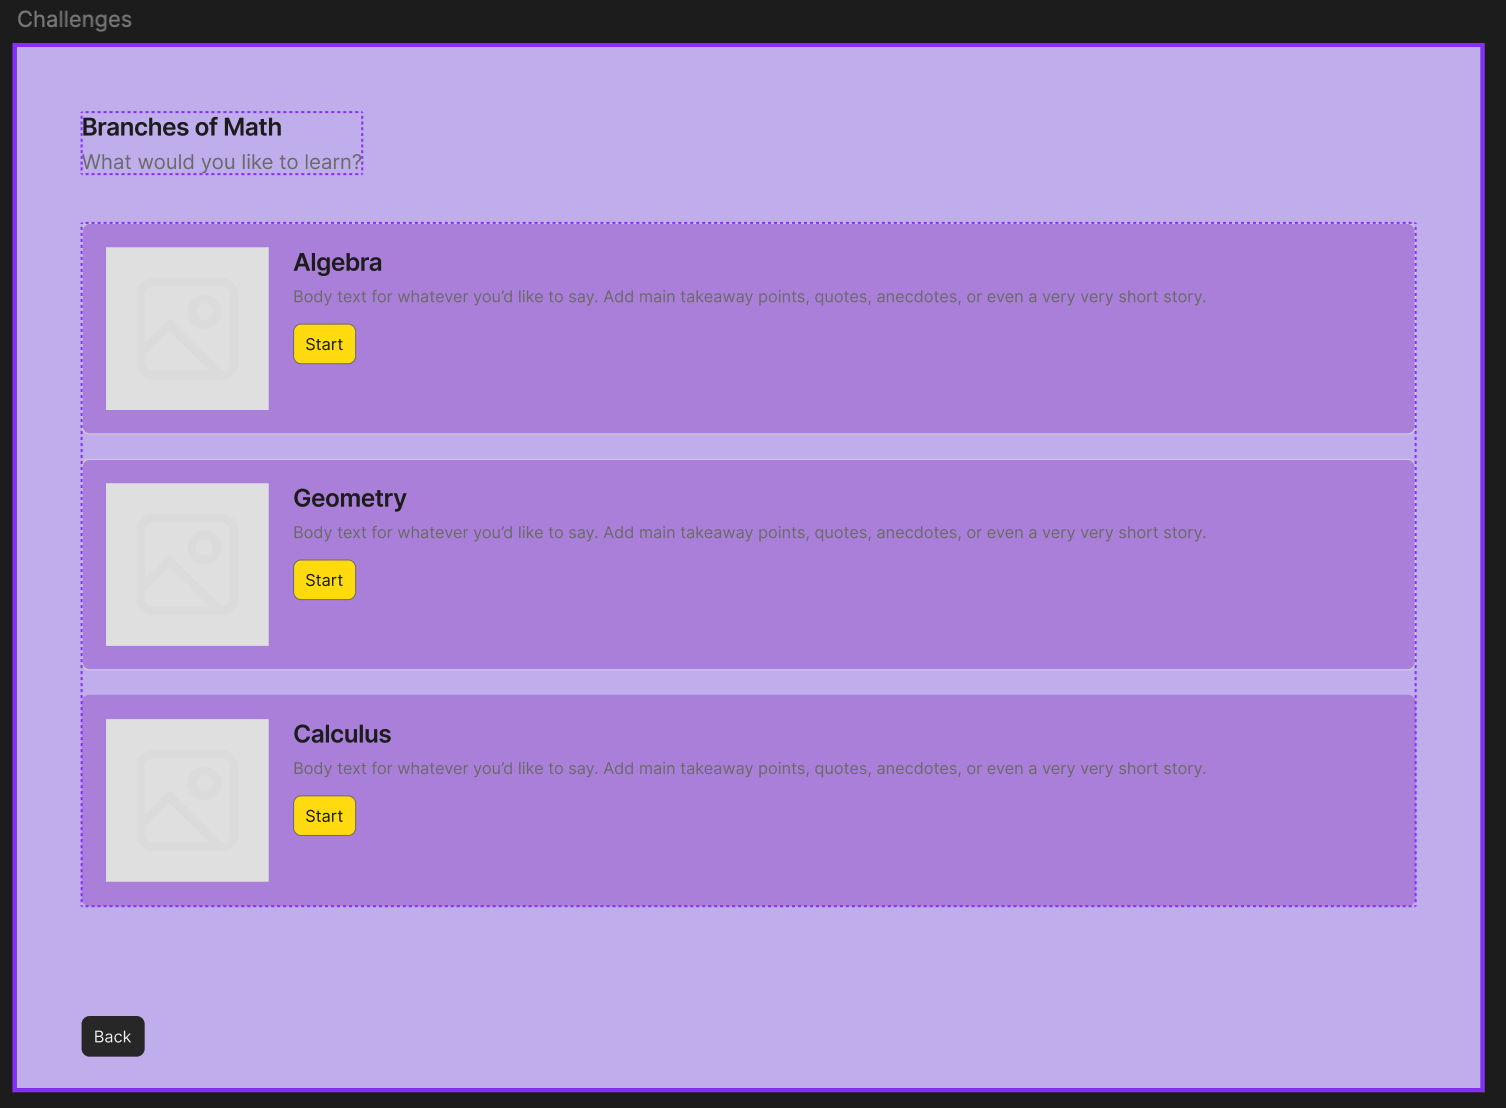 Challenges
Branches of Math
What would you like to learn?
Algebra
Body text for whatever you’d like to say. Add main takeaway points, quotes, anecdotes, or even a very very short story.
Start
Geometry
Body text for whatever you’d like to say. Add main takeaway points, quotes, anecdotes, or even a very very short story.
Start
Calculus
Body text for whatever you’d like to say. Add main takeaway points, quotes, anecdotes, or even a very very short story.
Start
Back